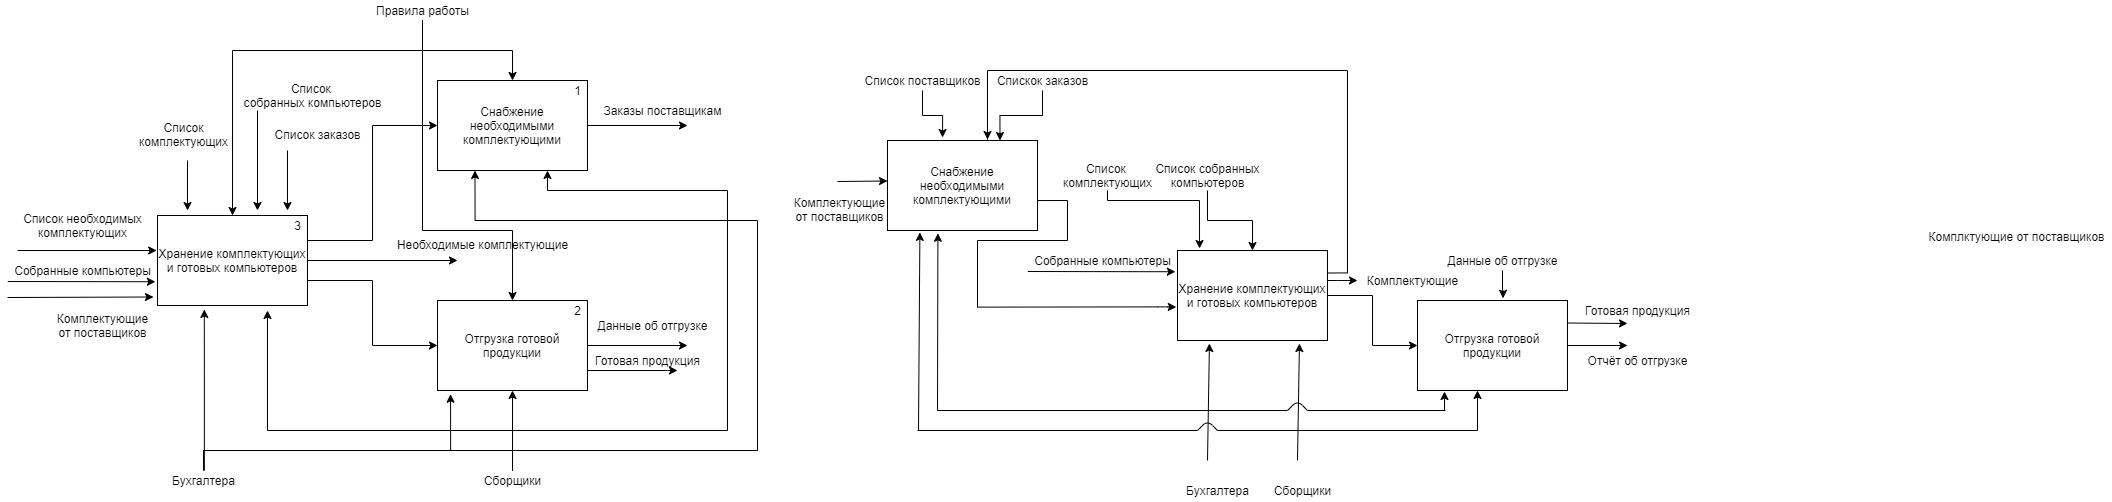 Правила работы
1
Снабжение
необходимыми
комплектующими
Заказы поставщикам
Список
собранных компьютеров
Список
комплектующих
Список заказов
Список необходимых
комплектующих
3
Хранение комплектующих
и готовых компьютеров
Собранные компьютеры
Комплектующие
от поставщиков
Необходимые комплектующие
2
Отгрузка готовой
продукции
Данные об отгрузке
Готовая продукция
Бухгалтера
Сборщики
Список поставщиков
Спискок заказов
Снабжение
необходимыми
комплектующими
Комплектующие
от поставщиков
Список
комплектующих
Список собранных
компьютеров
Собранные компьютеры
Хранение комплектующих
и готовых компьютеров
Комплектующие
Данные об отгрузке
Отгрузка готовой
продукции
Готовая продукция
Отчёт об отгрузке
Бухгалтера
Сборщики
Комплктующие от поставщиков